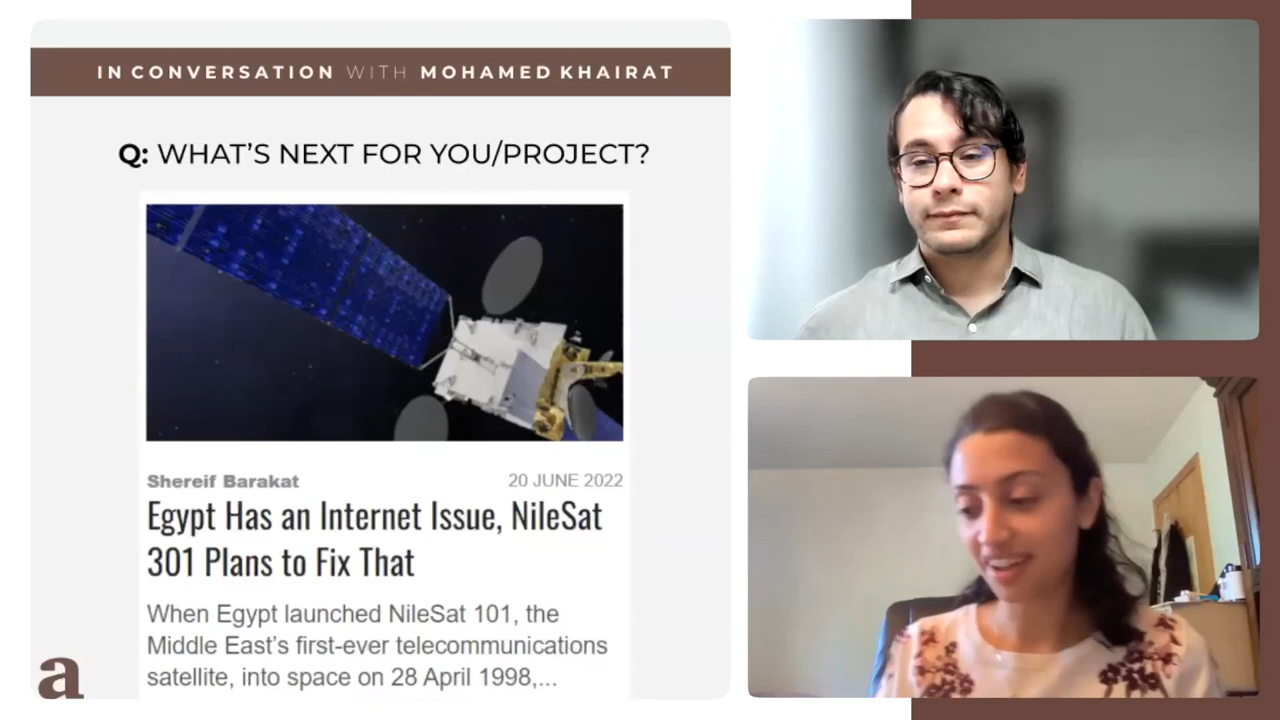 IN CONVERSATION WITH MOHAMED KHAIRAT
Q: WHAT'S NEXT FOR YOU/PROJECT?
Shereif Barakat 20 JUNE 2022
Egypt Has an Internet Issue, NileSat
301 Plans to Fix That
When Egypt launched NileSat 101, the
Middle East's first-ever telecommunications
satellite, into space on 28 April 1998,...
a